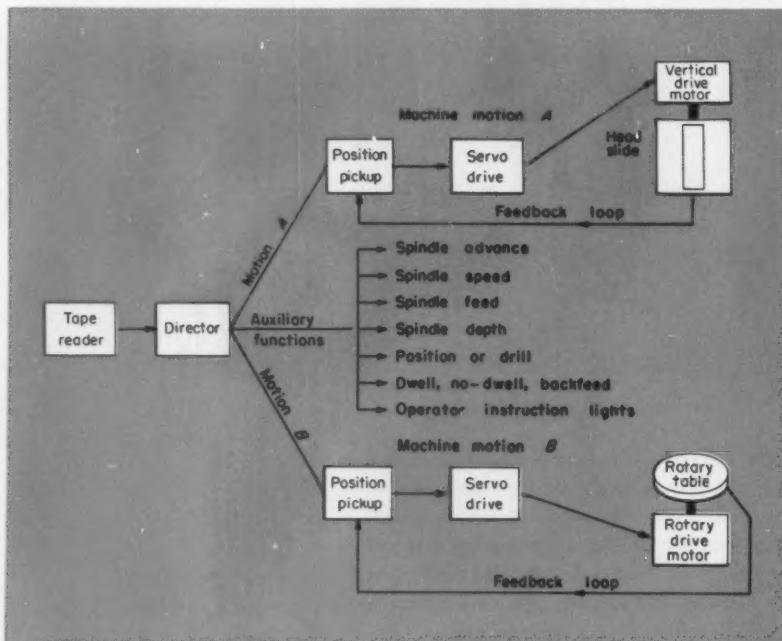 Vertical
drive
motor
Machine motion A
Head
slide
Position
pickup
Servo
drive
Feedback loop
Motion A
Spindle advance
Spindle speed
Spindle feed
Spindle depth
Position or drill
Dwell, no-dwell, backfeed
Operator instruction lights
Tape
reader
Director
Auxiliary
functions
Motion B
Machine motion B
Position
pickup
Servo
drive
Rotary
table
Rotary
drive
motor
Feedback loop